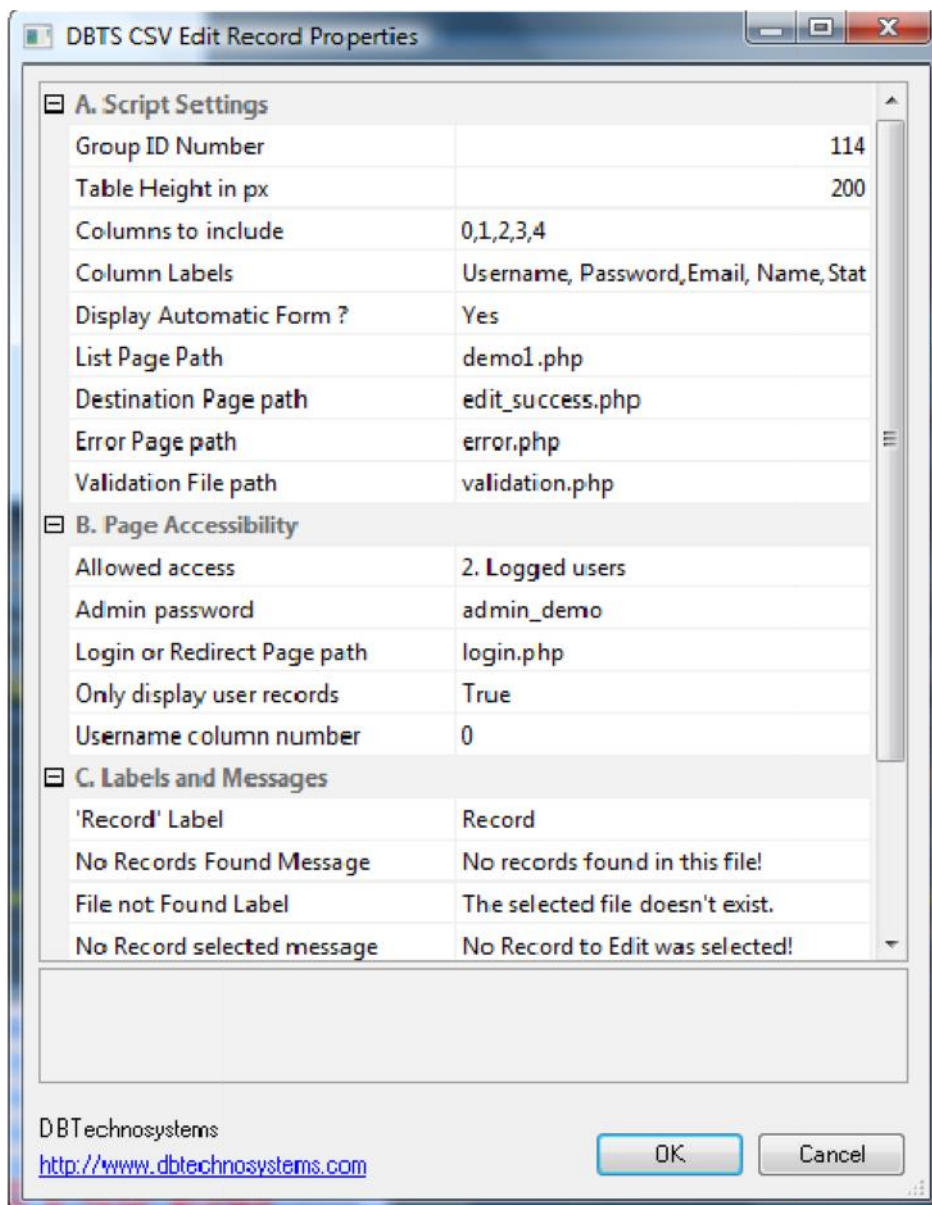 DBTS CSV Edit Record Properties
A. Script Settings
Group ID Number 114
Table Height in px 200
Columns to include 0,1,2,3,4
Column Labels Username, Password,Email, Name,Stat
Display Automatic Form ? Yes
List Page Path demo1.php
Destination Page path edit_success.php
Error Page path error.php
Validation File path validation.php
B. Page Accessibility
Allowed access 2. Logged users
Admin password admin_demo
Login or Redirect Page path login.php
Only display user records True
Username column number 0
C. Labels and Messages
'Record' Label Record
No Records Found Message No records found in this file!
File not Found Label The selected file doesn't exist.
No Record selected message No Record to Edit was selected!
DBTechnosystems
http://www.dbtechnosystems.com
OK Cancel